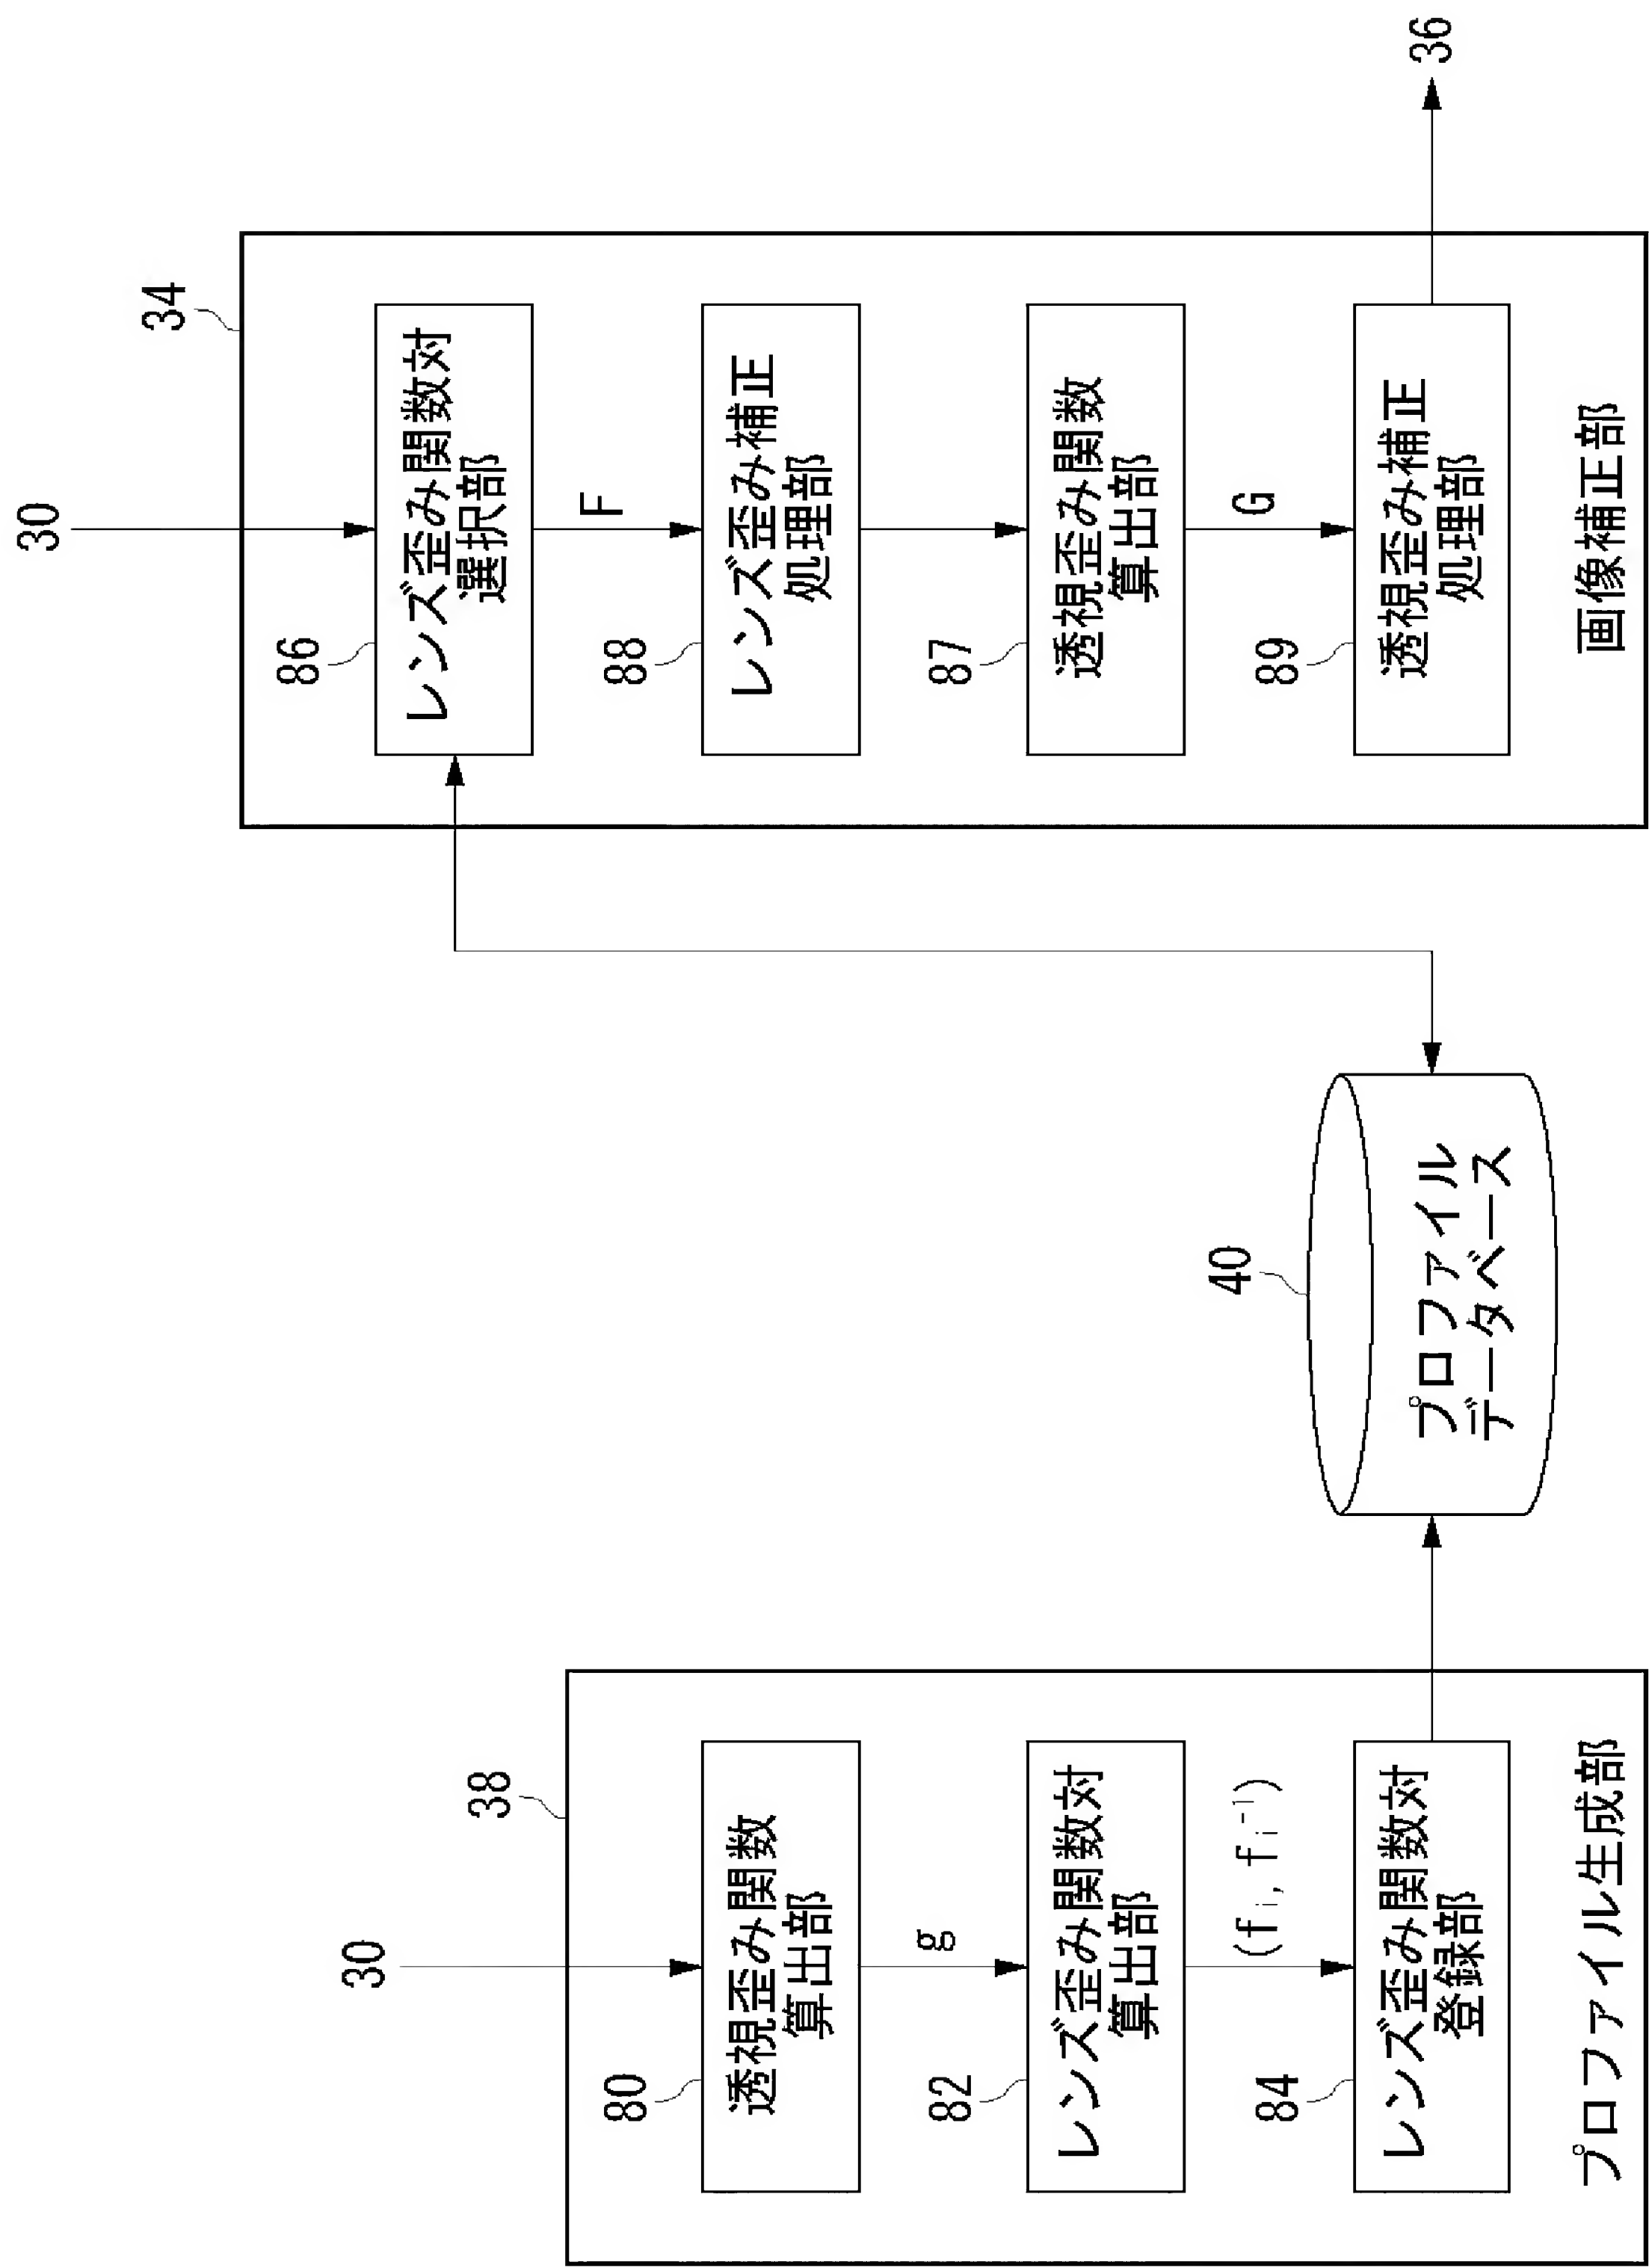 30
38
80
透視歪み関数
算出部
g
82
レンズ歪み関数対
算出部
(fi, fi⁻¹)
84
レンズ歪み関数対
登録部
プロファイル生成部
40
プロファイル
データベース
30
34
86
レンズ歪み関数対
選択部
F
88
レンズ歪み補正
処理部
87
透視歪み関数
算出部
G
89
透視歪み補正
処理部
36
画像補正部